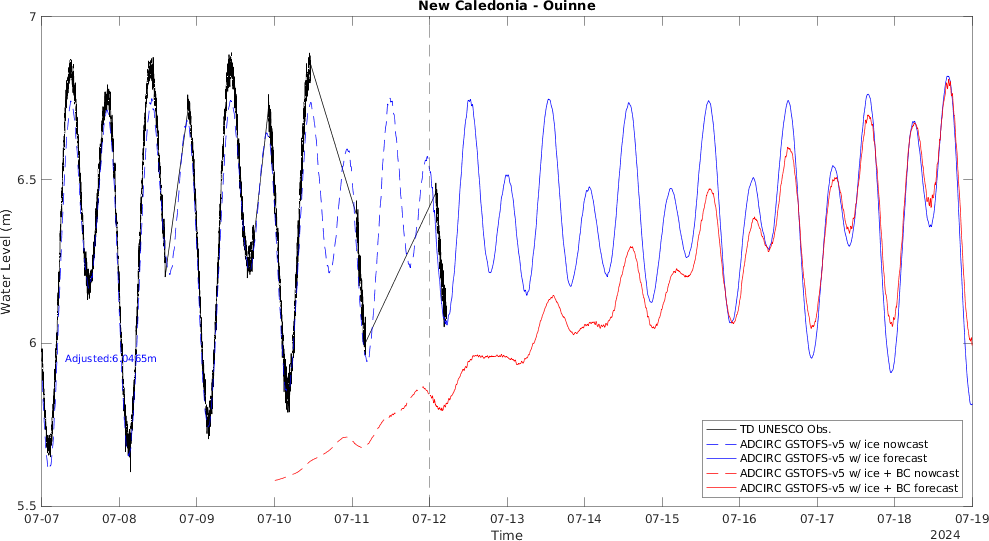 New Caledonia - Ouinne
7
6.5
6
5.5
Water Level (m)
Adjusted:6.0465m
TD UNESCO Obs.
ADCIRC GSTOFS-v5 w/ ice nowcast
ADCIRC GSTOFS-v5 w/ ice forecast
ADCIRC GSTOFS-v5 w/ ice + BC nowcast
ADCIRC GSTOFS-v5 w/ ice + BC forecast
07-07 07-08 07-09 07-10 07-11 07-12 07-13 07-14 07-15 07-16 07-17 07-18 07-19
Time
2024